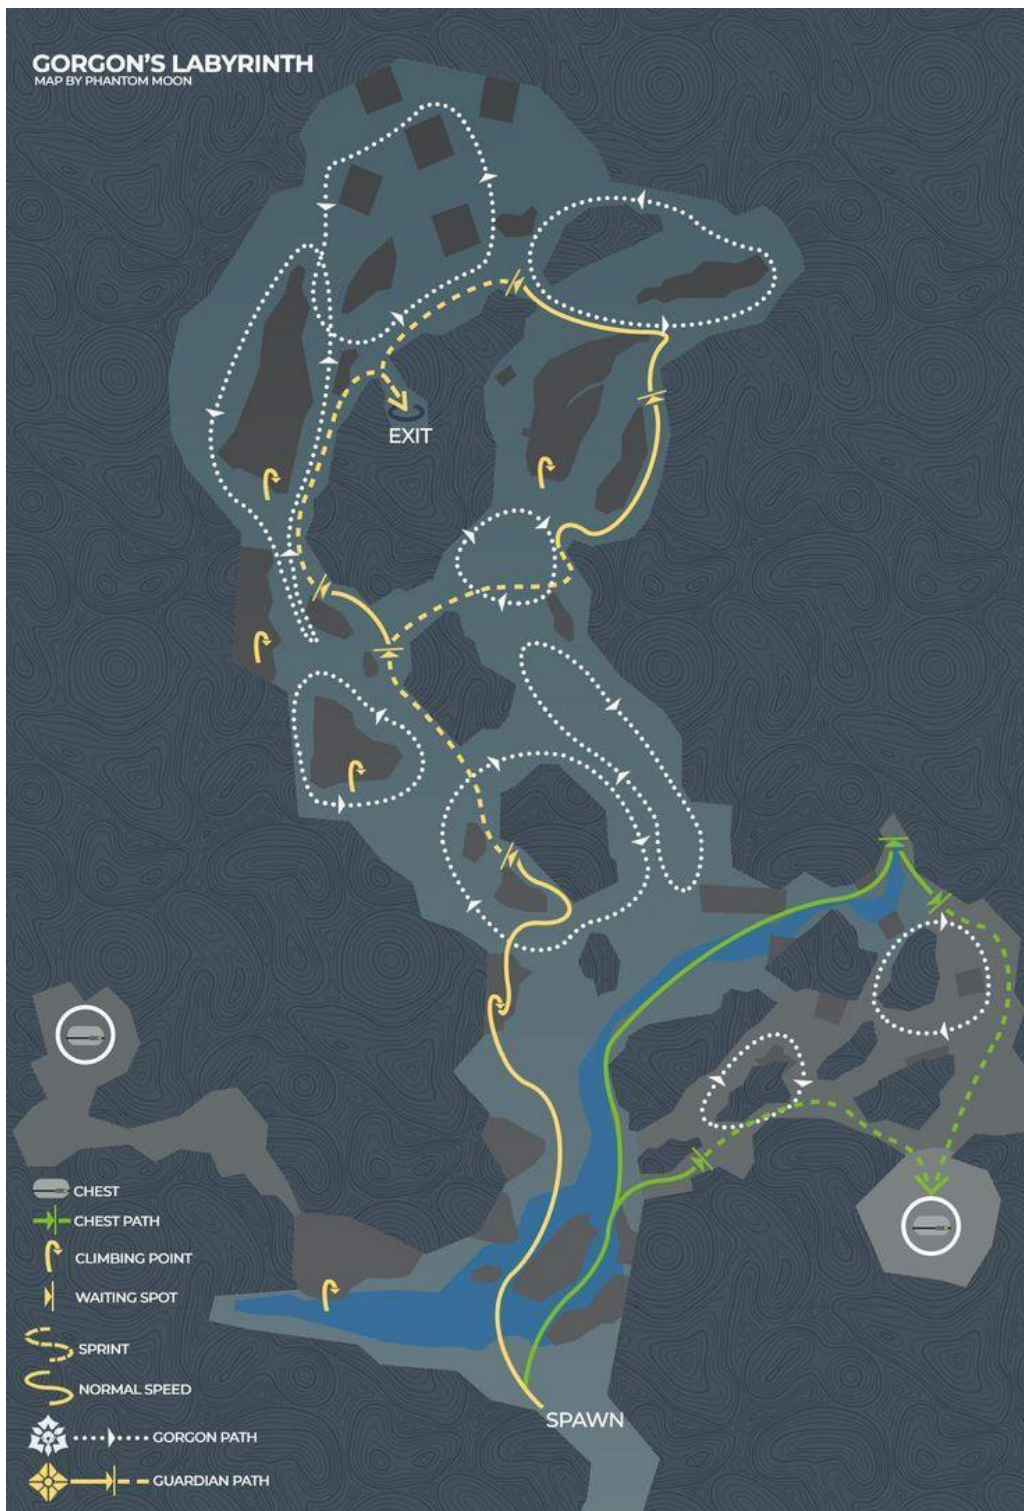 GORGON'S LABYRINTH
MAP BY PHANTOM MOON
EXIT
CHEST
CHEST PATH
CLIMBING POINT
WAITING SPOT
SPRINT
NORMAL SPEED
SPAWN
GORGON PATH
GUARDIAN PATH